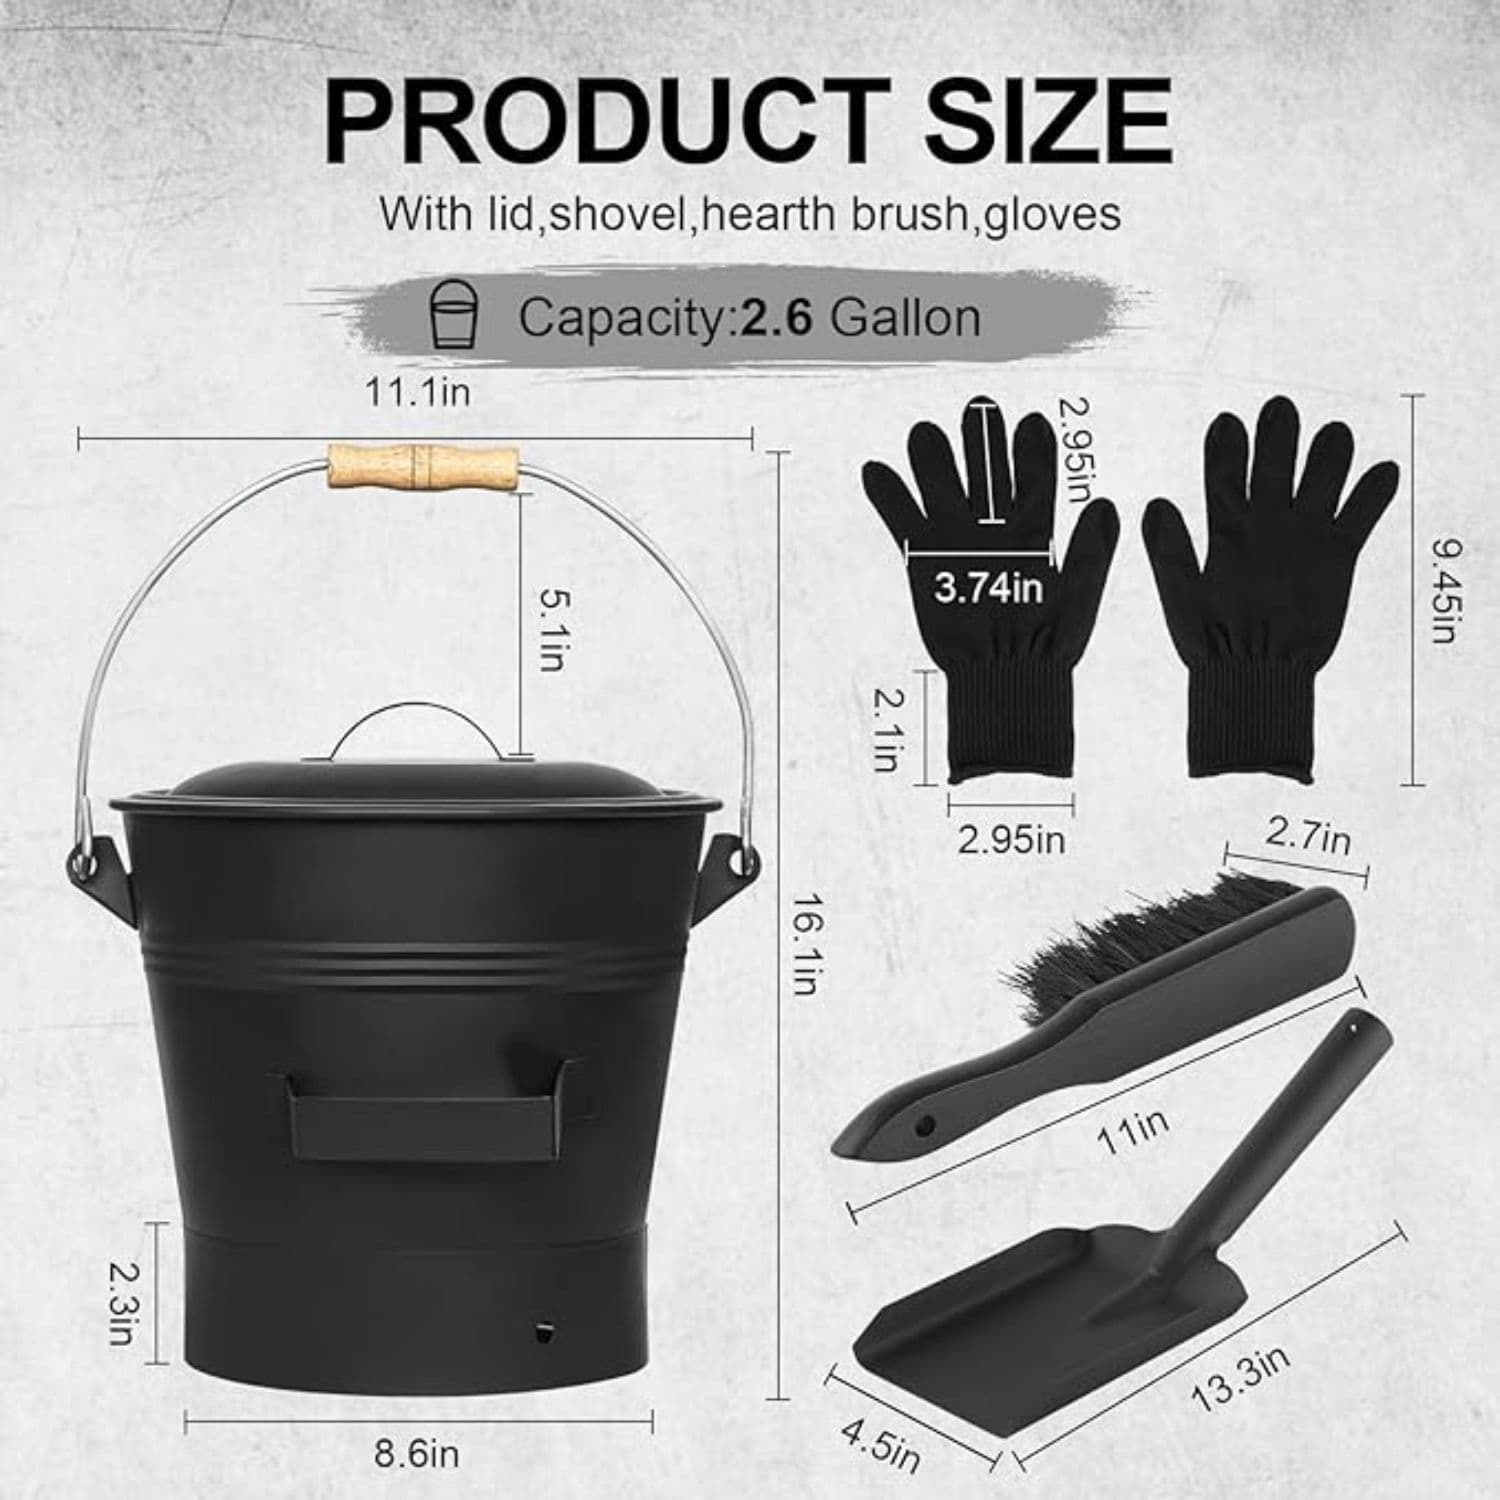 PRODUCT SIZE
With lid,shovel,hearth brush,gloves
Capacity:2.6 Gallon
11.1in
5.1in
16.1in
2.3in
8.6in
2.95in
3.74in
2.1in
2.95in
9.45in
2.7in
11in
13.3in
4.5in